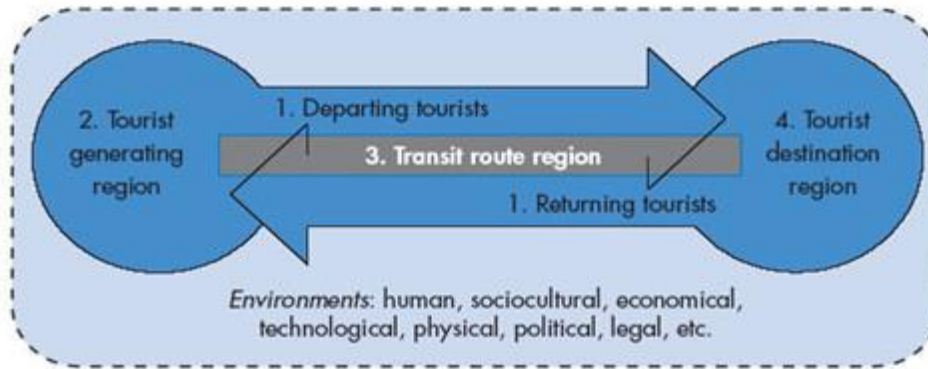 1. Departing tourists
2. Tourist
generating
region
3. Transit route region
4. Tourist
destination
region
1. Returning tourists
Environments: human, sociocultural, economical,
technological, physical, political, legal, etc.